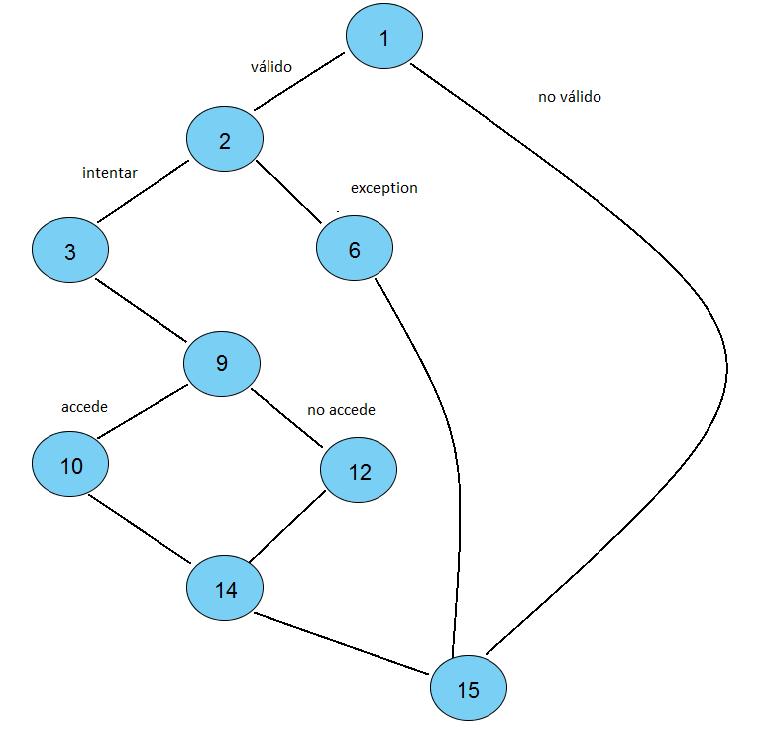 1
válido
no válido
2
intentar
exception
3
6
9
accede
no accede
10
12
14
15